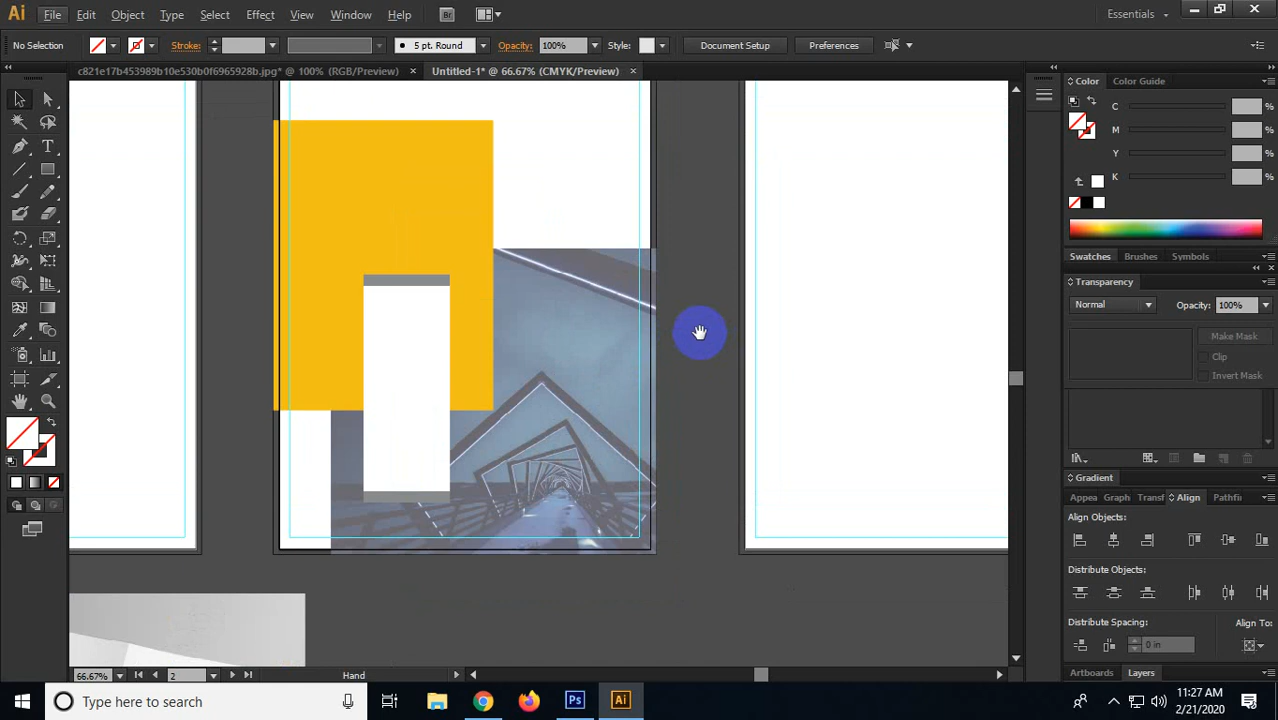 Ai File Edit Object Type Select Effect View Window Help Br Essentials
No Selection Stroke: 5 pt. Round Opacity: 100% Style: Document Setup Preferences
c821e17b453989b10e530b0f6965928b.jpg* @ 100% (RGB/Preview) Untitled-1* @ 66.67% (CMYK/Preview)
Color Color Guide
C %
M %
Y %
K %
Swatches Brushes Symbols
Transparency
Normal Opacity: 100%
Make Mask
Clip
Invert Mask
Gradient
Appea Graph Transf Align Pathfin
Align Objects:
Distribute Objects:
Distribute Spacing: Align To:
0 in
Artboards Layers
66.67% 2 Hand
Type here to search Ps Ai 11:27 AM
2/21/2020